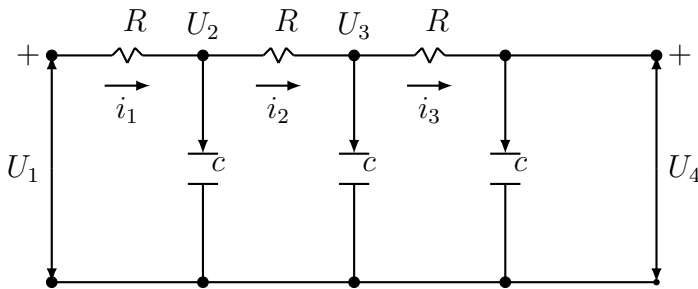 R U₂ R U₃ R
+ +
i₁ i₂ i₃
U₁ c c c U₄